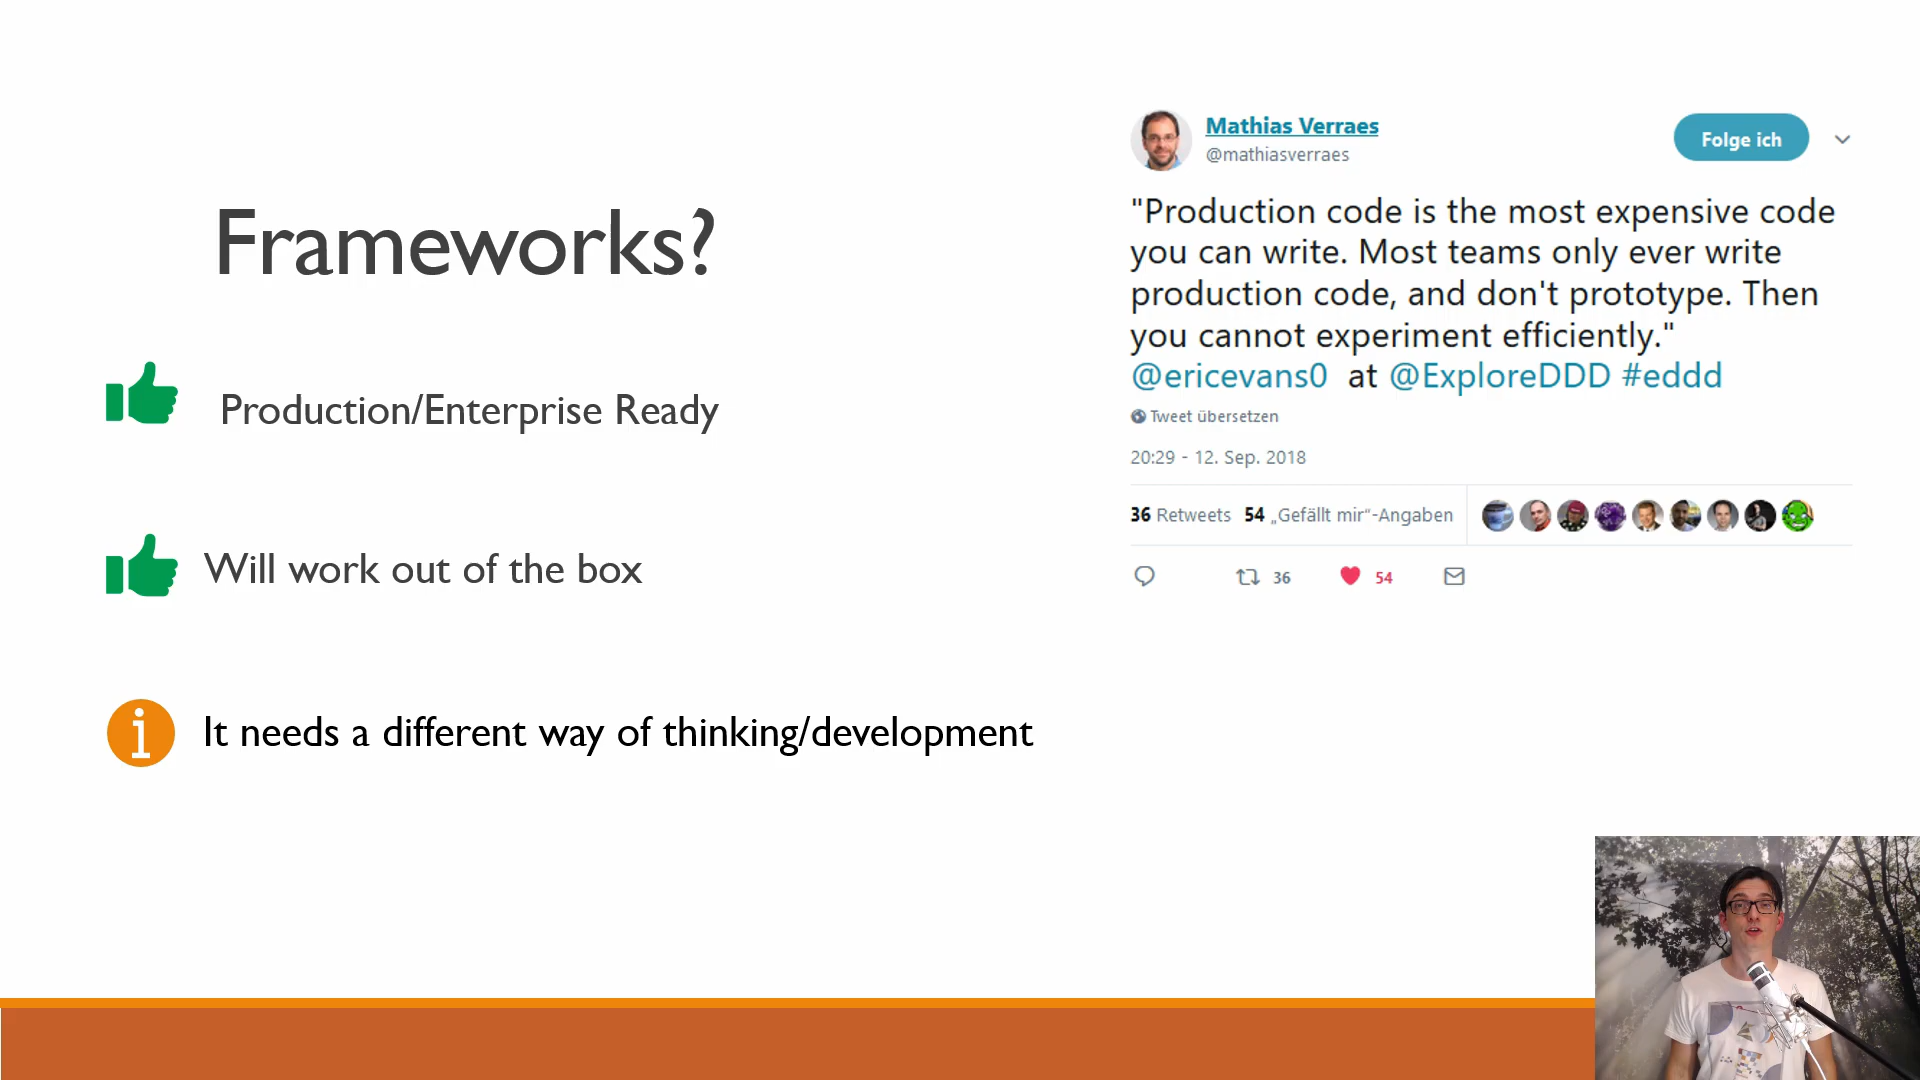 Frameworks?
Production/Enterprise Ready
Will work out of the box
It needs a different way of thinking/development
Mathias Verraes
@mathiasverraes
Folge ich
"Production code is the most expensive code
you can write. Most teams only ever write
production code, and don't prototype. Then
you cannot experiment efficiently."
@ericevans0 at @ExploreDDD #eddd
Tweet übersetzen
20:29 - 12. Sep. 2018
36 Retweets 54 „Gefällt mir“-Angaben
36 54